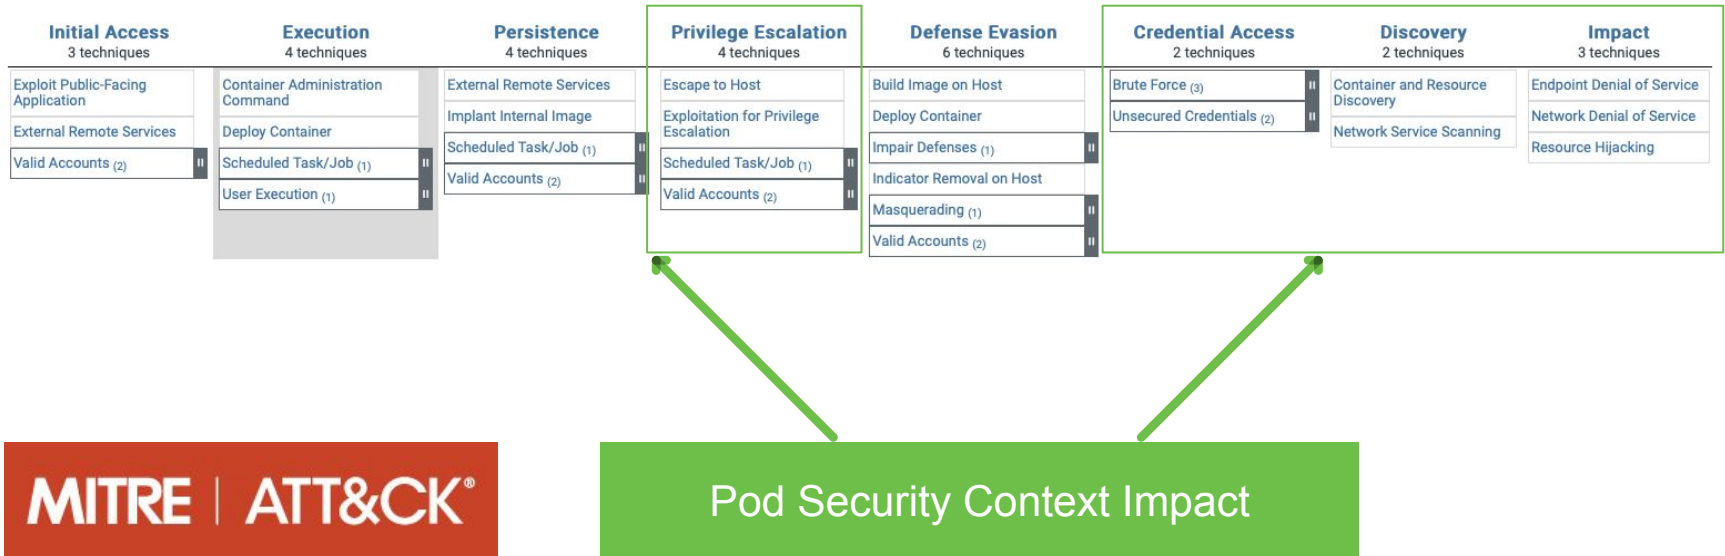 Initial Access
3 techniques
Exploit Public-Facing
Application
External Remote Services
Valid Accounts (2)
Execution
4 techniques
Container Administration
Command
Deploy Container
Scheduled Task/Job (1)
User Execution (1)
Persistence
4 techniques
External Remote Services
Implant Internal Image
Scheduled Task/Job (1)
Valid Accounts (2)
Privilege Escalation
4 techniques
Escape to Host
Exploitation for Privilege
Escalation
Scheduled Task/Job (1)
Valid Accounts (2)
Defense Evasion
6 techniques
Build Image on Host
Deploy Container
Impair Defenses (1)
Indicator Removal on Host
Masquerading (1)
Valid Accounts (2)
Credential Access
2 techniques
Brute Force (3)
Unsecured Credentials (2)
Discovery
2 techniques
Container and Resource
Discovery
Network Service Scanning
Impact
3 techniques
Endpoint Denial of Service
Network Denial of Service
Resource Hijacking
MITRE | ATT&CK®
Pod Security Context Impact